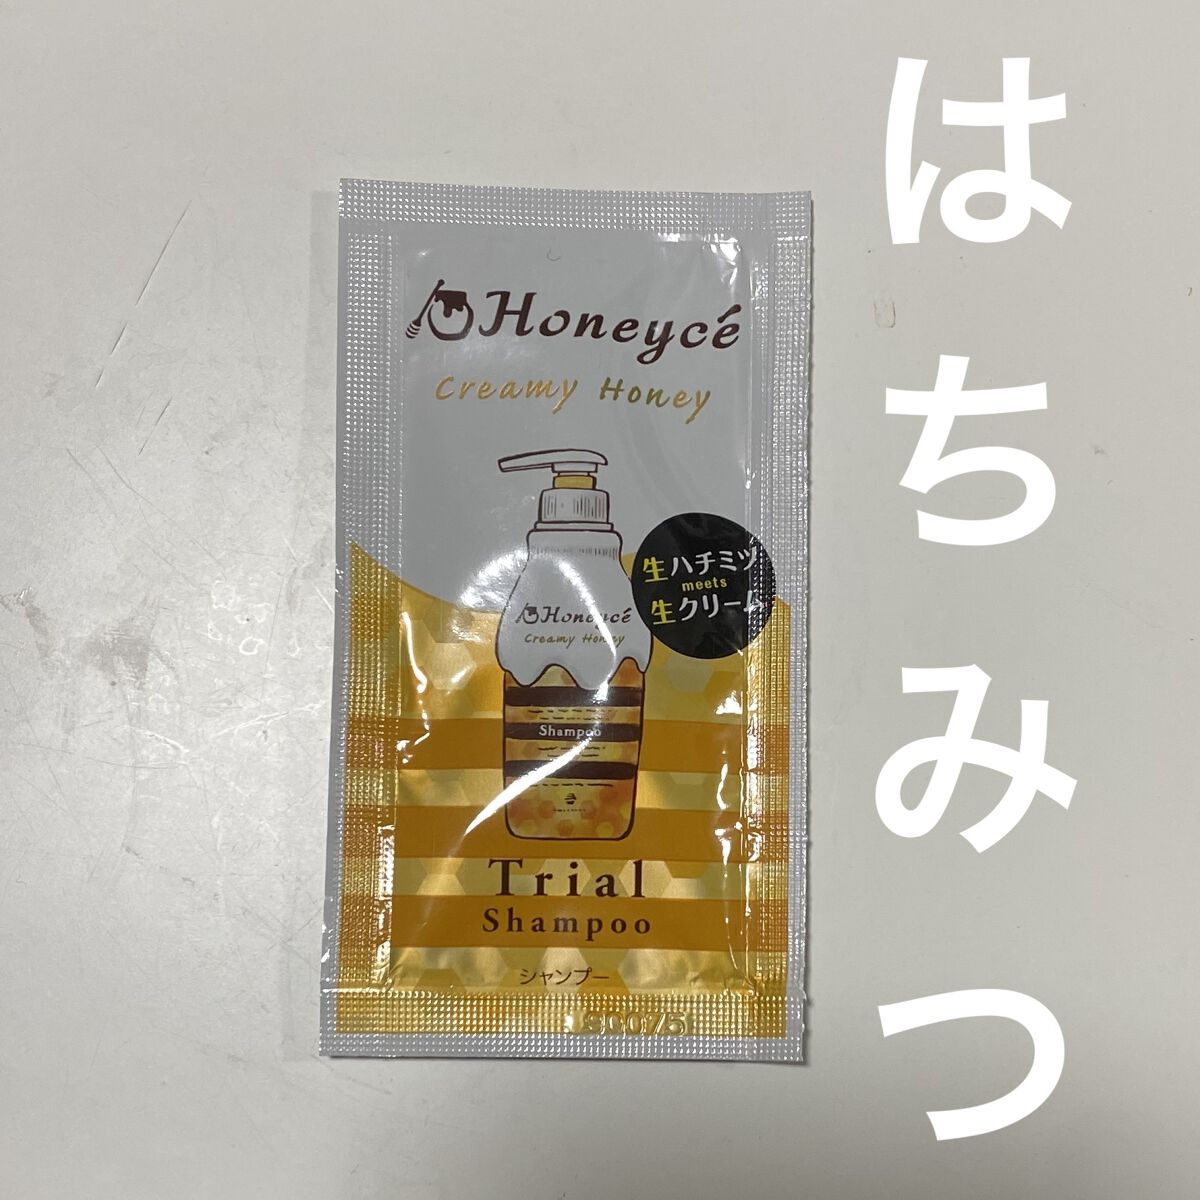 Honeycé
Creamy Honey
生ハチミツ
meets
生クリーム
Honeycé
Creamy Honey
Shampoo
Trial
Shampoo
シャンプー
はちみつ